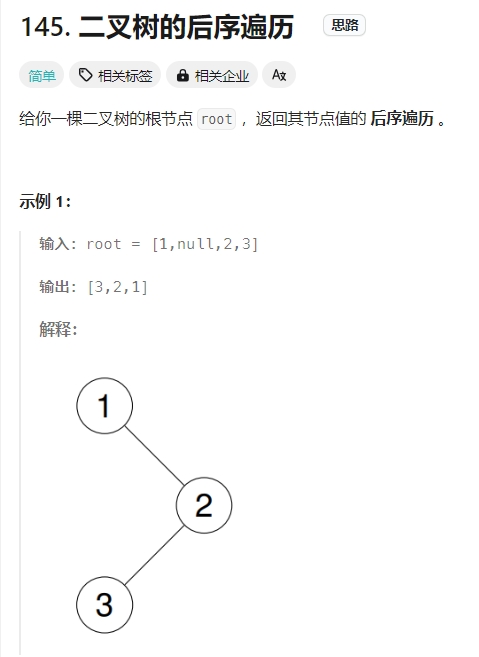 145. 二叉树的后序遍历 思路
简单 相关标签 相关企业 Aʐ
给你一棵二叉树的根节点 root ，返回其节点值的 后序遍历 。
示例 1：
输入：root = [1,null,2,3]
输出：[3,2,1]
解释：
1
2
3